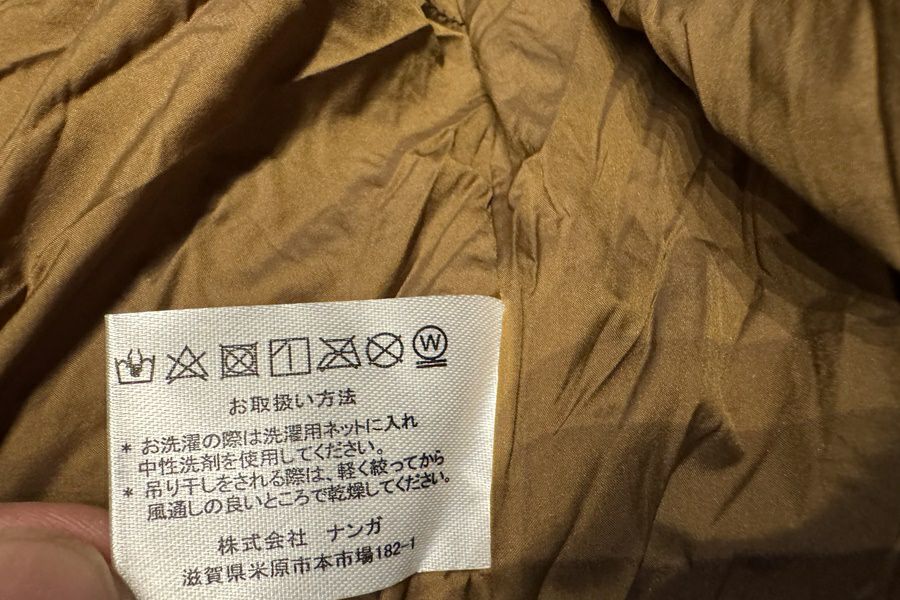 W
お取扱い方法
* お洗濯の際は洗濯用ネットに入れ
中性洗剤を使用してください。
* 吊り干しをされる際は、軽く絞ってから
風通しの良いところで乾燥してください。
株式会社 ナンガ
滋賀県米原市本市場182-1